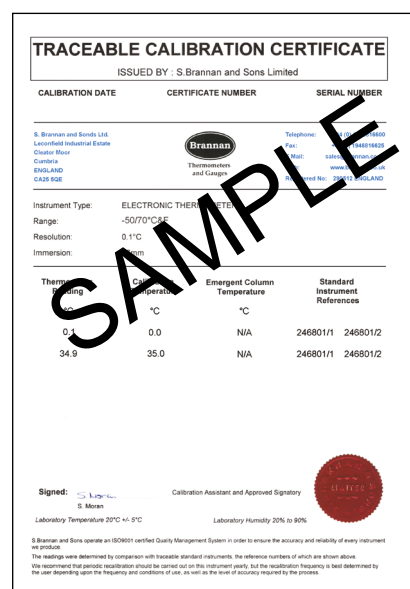 TRACEABLE CALIBRATION CERTIFICATE
ISSUED BY : S.Brannan and Sons Limited
CALIBRATION DATE CERTIFICATE NUMBER SERIAL NUMBER
S. Brannan and Sonds Ltd.
Leconfield Industrial Estate
Cleator Moor
Cumbria
ENGLAND
CA25 5QE
Brannan
Thermometers
and Gauges
Telephone:
Fax: 1946816625
Mail:
ENGLAND
SAMPLE
Instrument Type: ELECTRONIC
Range: -50/70°C&F
Resolution: 0.1°C
Immersion:
Emergent Column Standard
Temperature Instrument
References
°C °C
0.1 0.0 N/A 246801/1 246801/2
34.9 35.0 N/A 246801/1 246801/2
Signed: Calibration Assistant and Approved Signatory
S. Moran
Laboratory Temperature 20°C +/- 5°C Laboratory Humidity 20% to 90%
S.Brannan and Sons operate an ISO9001 certified Quality Management System in order to ensure the accuracy and reliability of every instrument
we produce.
The readings were determined by comparison with traceable standard instruments, the reference numbers of which are shown above.
We recommend that periodic recalibration should be carried out on this instrument yearly, but the recalibration frequency is best determined by
the user depending upon the frequency and conditions of use, as well as the level of accuracy required by the process.